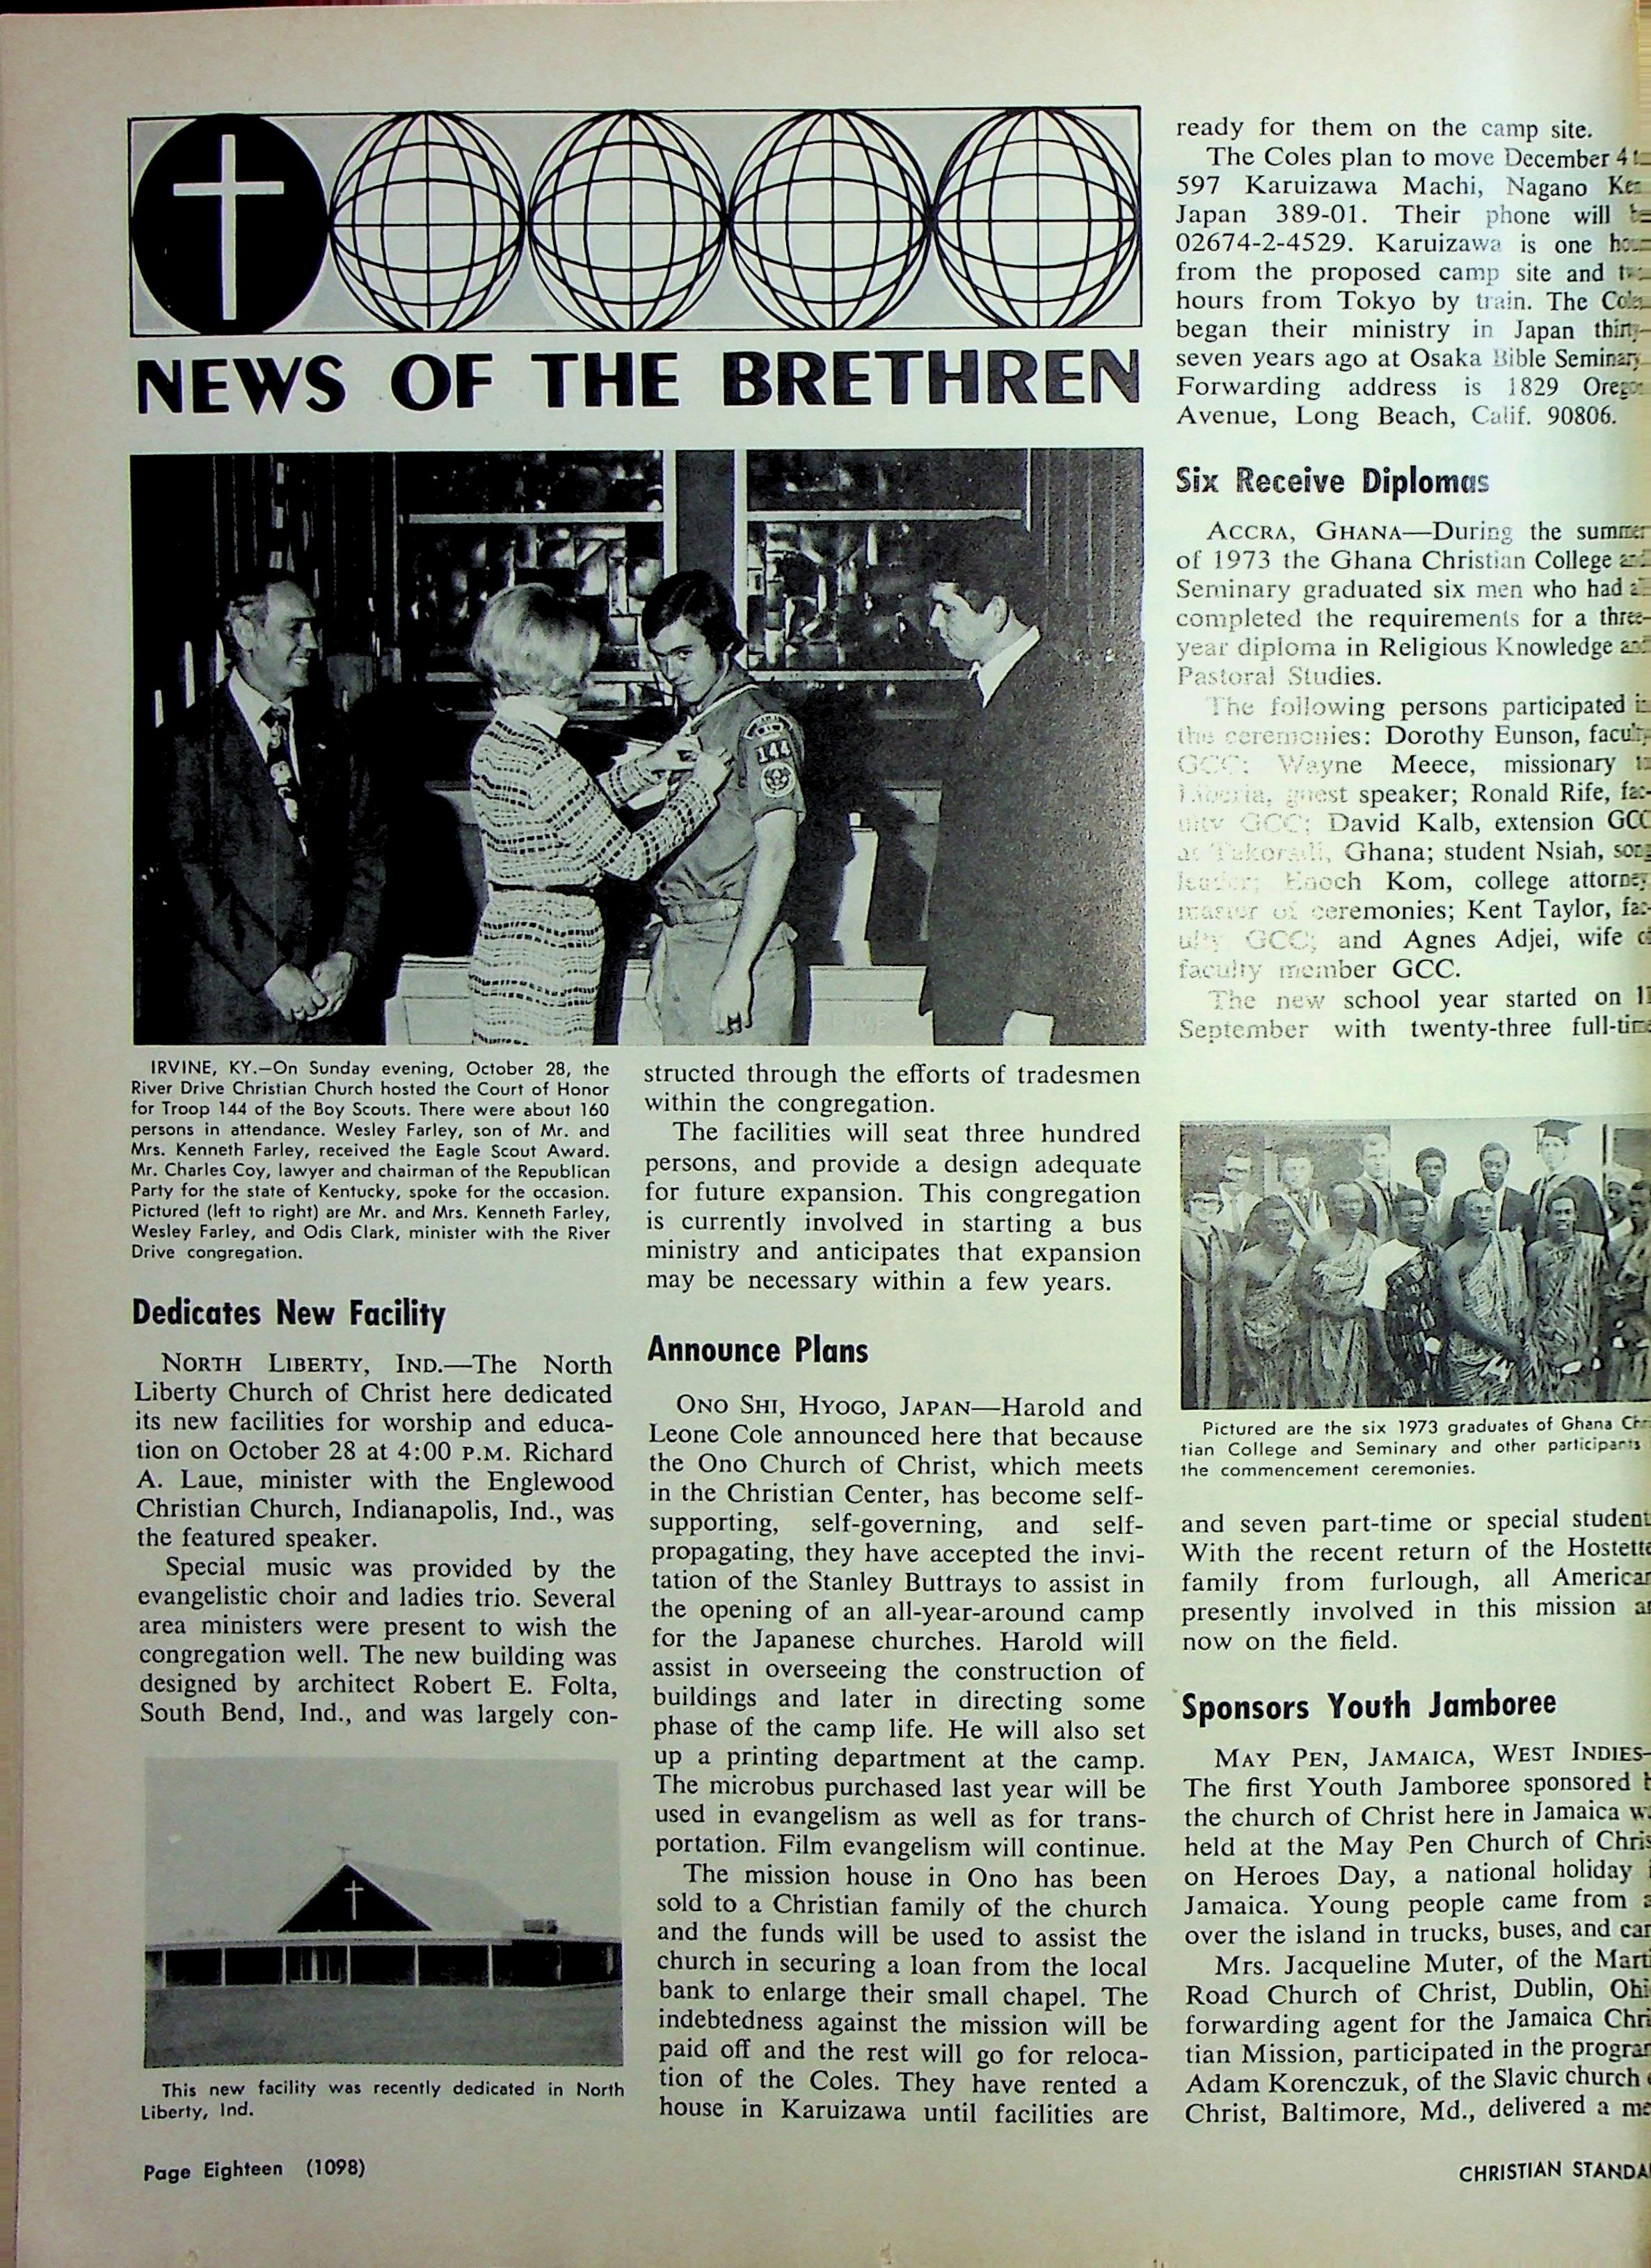 NEWS OF THE BRETHREN
144
IRVINE, KY.—On Sunday evening, October 28, the
River Drive Christian Church hosted the Court of Honor
for Troop 144 of the Boy Scouts. There were about 160
persons in attendance. Wesley Farley, son of Mr. and
Mrs. Kenneth Farley, received the Eagle Scout Award.
Mr. Charles Coy, lawyer and chairman of the Republican
Party for the state of Kentucky, spoke for the occasion.
Pictured (left to right) are Mr. and Mrs. Kenneth Farley,
Wesley Farley, and Odis Clark, minister with the River
Drive congregation.
Dedicates New Facility
NORTH LIBERTY, IND.—The North
Liberty Church of Christ here dedicated
its new facilities for worship and educa-
tion on October 28 at 4:00 P.M. Richard
A. Laue, minister with the Englewood
Christian Church, Indianapolis, Ind., was
the featured speaker.
Special music was provided by the
evangelistic choir and ladies trio. Several
area ministers were present to wish the
congregation well. The new building was
designed by architect Robert E. Folta,
South Bend, Ind., and was largely con-
This new facility was recently dedicated in North
Liberty, Ind.
structed through the efforts of tradesmen
within the congregation.
The facilities will seat three hundred
persons, and provide a design adequate
for future expansion. This congregation
is currently involved in starting a bus
ministry and anticipates that expansion
may be necessary within a few years.
Announce Plans
ONO SHI, HYOGO, JAPAN—Harold and
Leone Cole announced here that because
the Ono Church of Christ, which meets
in the Christian Center, has become self-
supporting, self-governing, and self-
propagating, they have accepted the invi-
tation of the Stanley Buttrays to assist in
the opening of an all-year-around camp
for the Japanese churches. Harold will
assist in overseeing the construction of
buildings and later in directing some
phase of the camp life. He will also set
up a printing department at the camp.
The microbus purchased last year will be
used in evangelism as well as for trans-
portation. Film evangelism will continue.
The mission house in Ono has been
sold to a Christian family of the church
and the funds will be used to assist the
church in securing a loan from the local
bank to enlarge their small chapel. The
indebtedness against the mission will be
paid off and the rest will go for reloca-
tion of the Coles. They have rented a
house in Karuizawa until facilities are
ready for them on the camp site.
The Coles plan to move December 4
597 Karuizawa Machi, Nagano
Japan 389-01. Their phone will
02674-2-4529. Karuizawa is one
from the proposed camp site and
hours from Tokyo by train. The
began their ministry in Japan thirty-
seven years ago at Osaka Bible Seminary.
Forwarding address is 1829 Oregon
Avenue, Long Beach, Calif. 90806.
Six Receive Diplomas
ACCRA, GHANA—During the summer
of 1973 the Ghana Christian College
Seminary graduated six men who had
completed the requirements for a three-
year diploma in Religious Knowledge and
Pastoral Studies.
The following persons participated
the ceremonies: Dorothy Eunson, faculty
GCC; Wayne Meece, missionary
Liberia, guest speaker; Ronald Rife, fac-
ulty GCC; David Kalb, extension GCC
at Takoradi, Ghana; student Nsiah, song
leader; Enoch Kom, college attorney
master of ceremonies; Kent Taylor, fac-
ulty GCC; and Agnes Adjei, wife
faculty member GCC.
The new school year started on
September with twenty-three full-time
Pictured are the six 1973 graduates of Ghana
tian College and Seminary and other participants
the commencement ceremonies.
and seven part-time or special student
With the recent return of the
family from furlough, all American
presently involved in this mission
now on the field.
Sponsors Youth Jamboree
MAY PEN, JAMAICA, WEST INDIES—
The first Youth Jamboree sponsored
the church of Christ here in Jamaica
held at the May Pen Church of
on Heroes Day, a national holiday
Jamaica. Young people came from
over the island in trucks, buses, and
Mrs. Jacqueline Muter, of the
Road Church of Christ, Dublin,
forwarding agent for the Jamaica
tian Mission, participated in the
Adam Korenczuk, of the Slavic church
Christ, Baltimore, Md., delivered a
Page Eighteen (1098)
CHRISTIAN